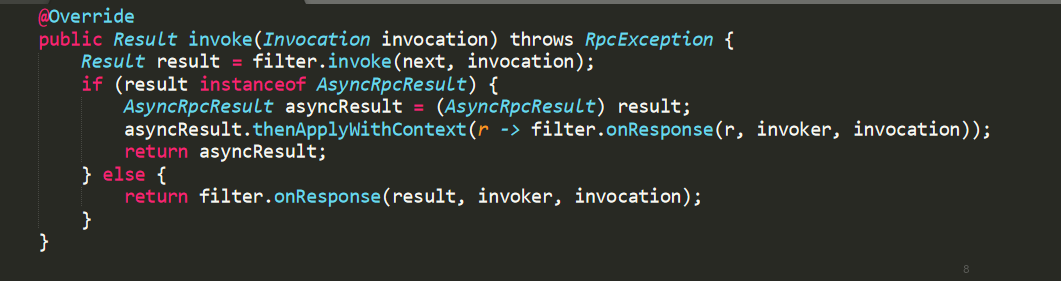 @Override
public Result invoke(Invocation invocation) throws RpcException {
    Result result = filter.invoke(next, invocation);
    if (result instanceof AsyncRpcResult) {
        AsyncRpcResult asyncResult = (AsyncRpcResult) result;
        asyncResult.thenApplyWithContext(r -> filter.onResponse(r, invoker, invocation));
        return asyncResult;
    } else {
        return filter.onResponse(result, invoker, invocation);
    }
}
8